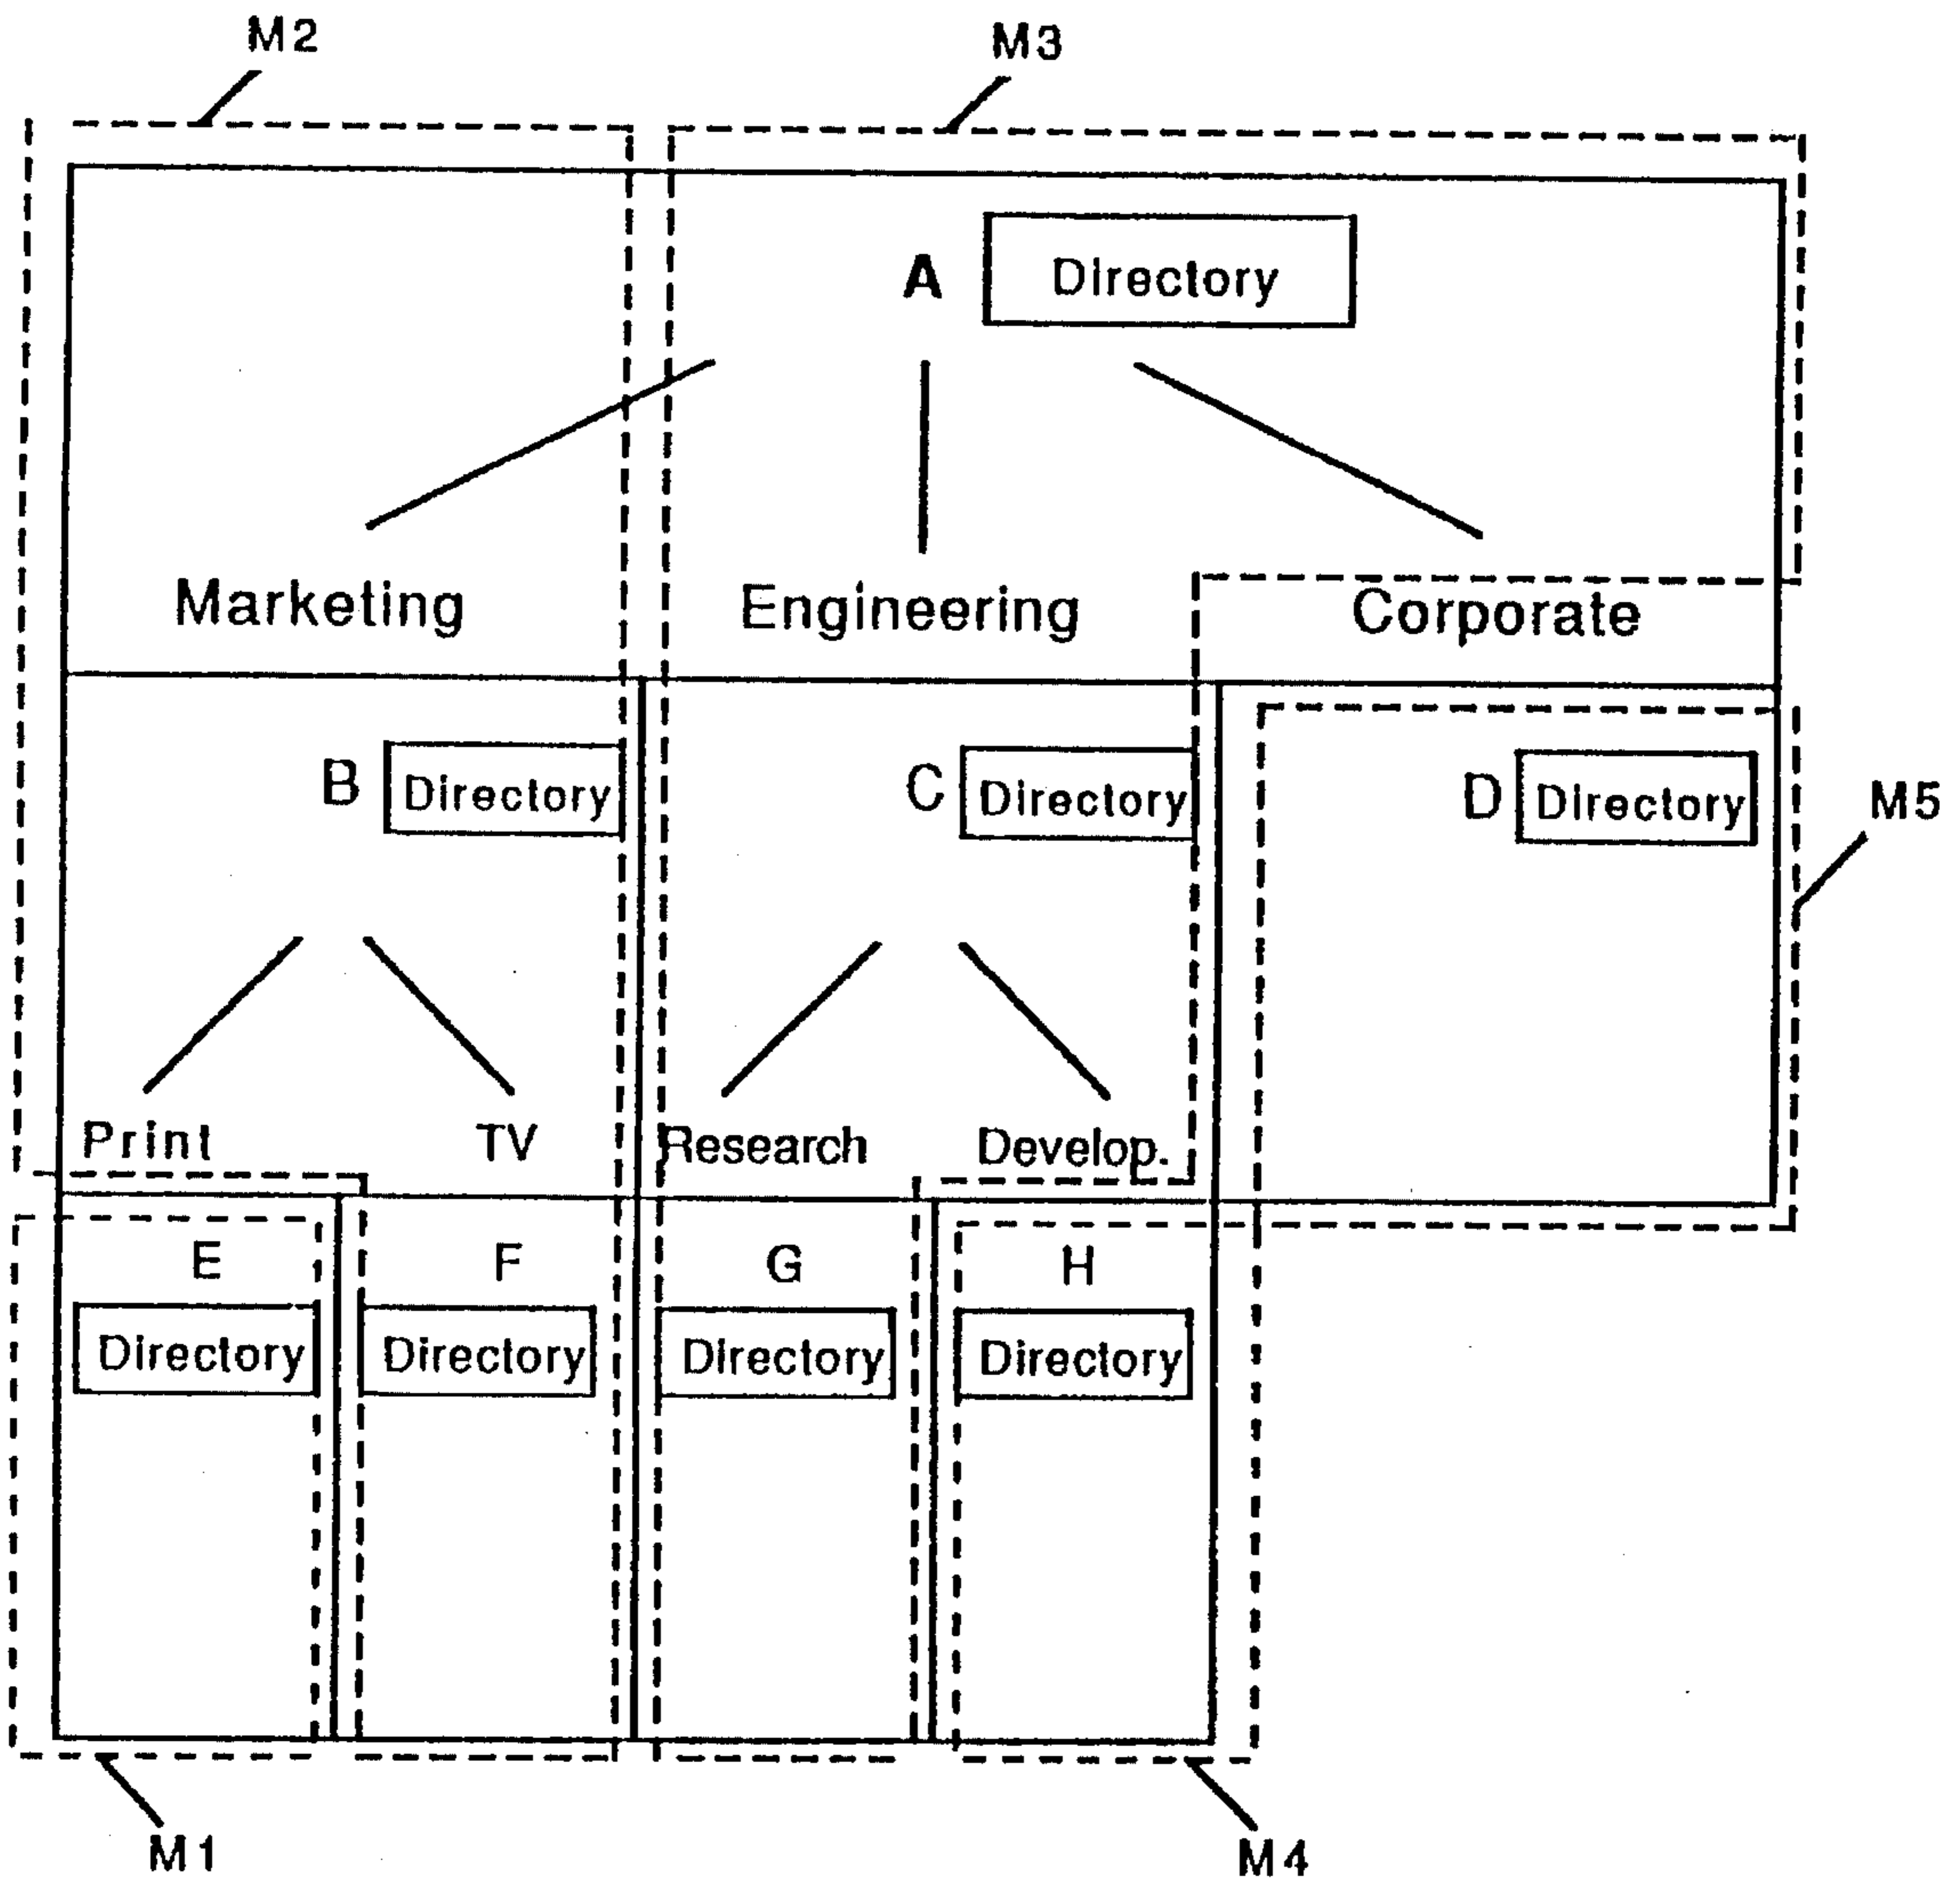 M2 M3
A Directory
Marketing Engineering Corporate
B Directory C Directory D Directory M5
Print TV Research Develop.
E F G H
Directory Directory Directory Directory
M1 M4